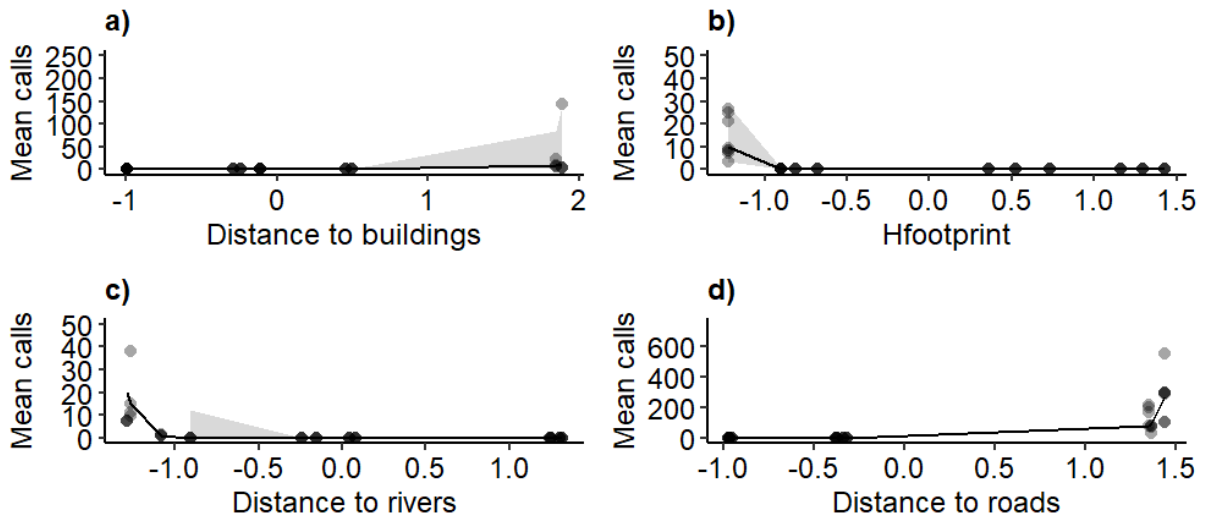 a)
Mean calls
250
200
150
100
50
0
-1 0 1 2
Distance to buildings
b)
Mean calls
50
40
30
20
10
0
-1.0 -0.5 0.0 0.5 1.0 1.5
Hfootprint
c)
Mean calls
50
40
30
20
10
0
-1.0 -0.5 0.0 0.5 1.0
Distance to rivers
d)
Mean calls
600
400
200
0
-1.0 -0.5 0.0 0.5 1.0 1.5
Distance to roads